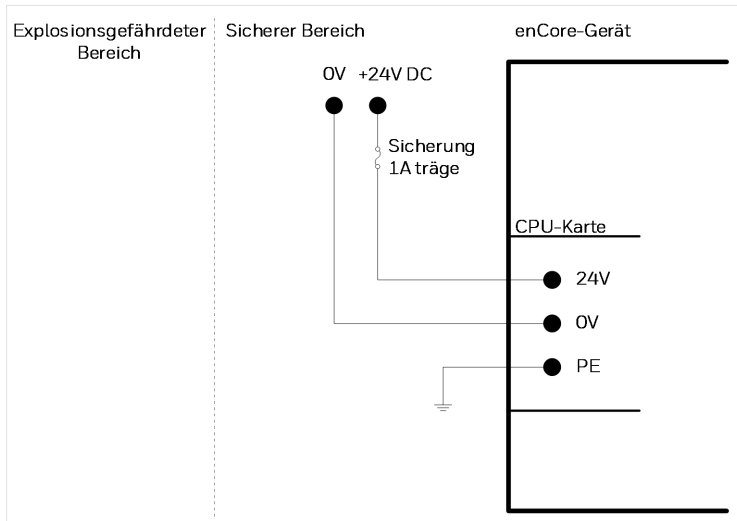 Explosionsgefährdeter
Bereich
Sicherer Bereich
enCore-Gerät
0V
+24V DC
Sicherung
1A träge
CPU-Karte
24V
0V
PE